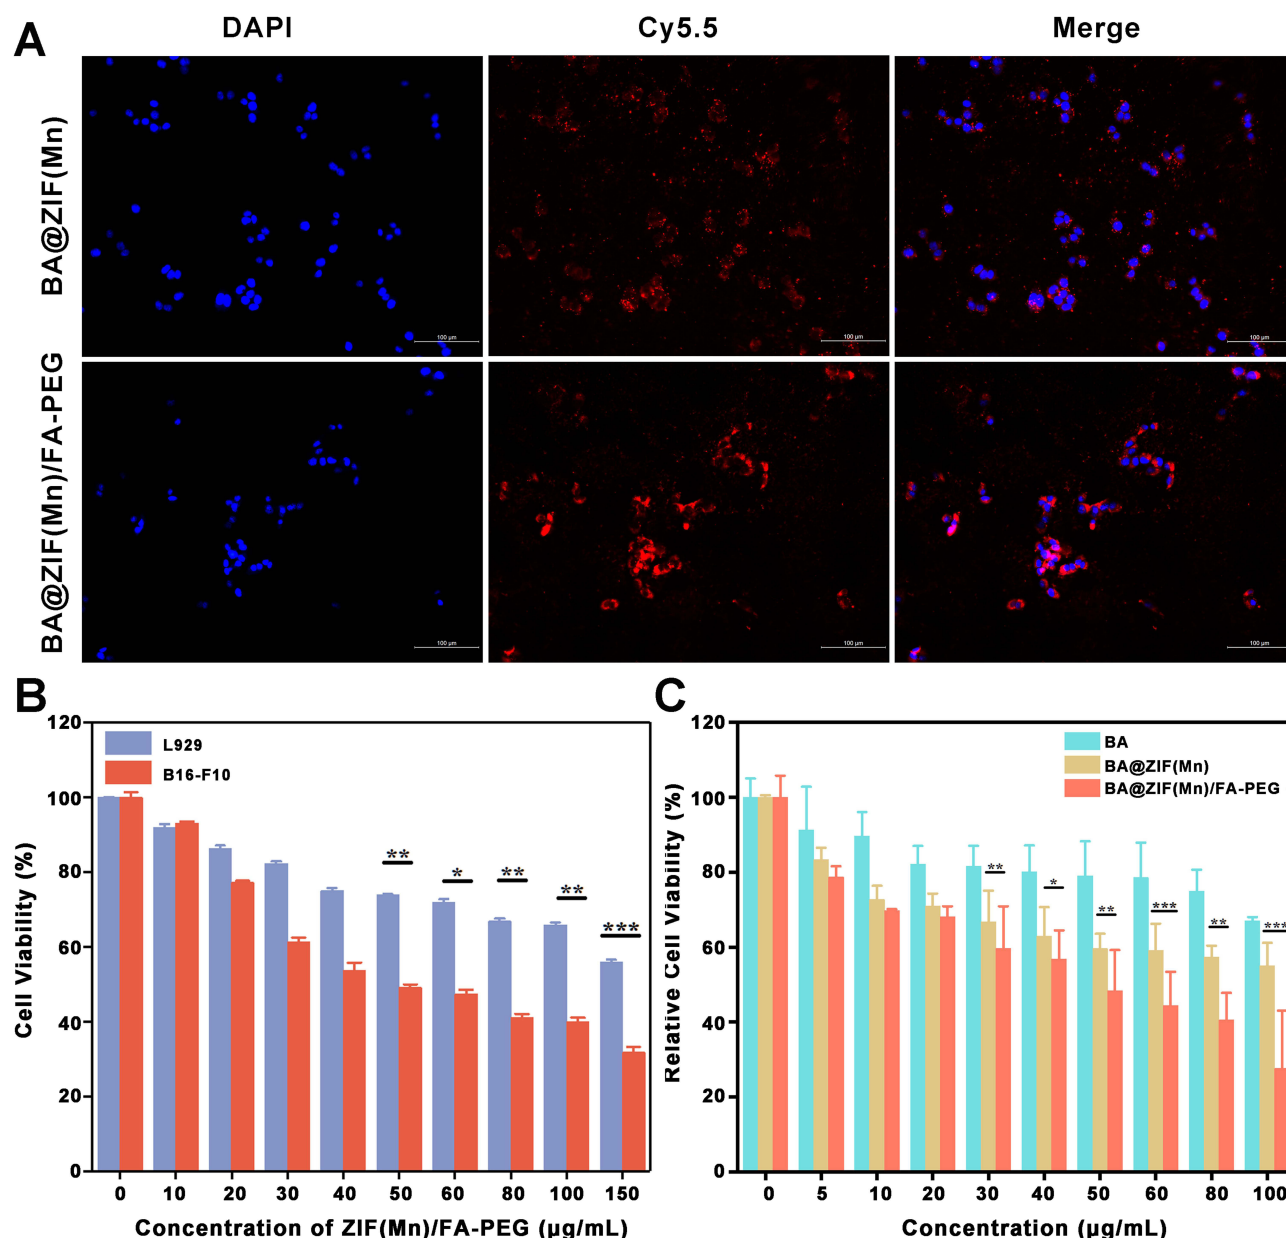 A
DAPI
Cy5.5
Merge
BA@ZIF(Mn)
100 μm
100 μm
100 μm
BA@ZIF(Mn)/FA-PEG
100 μm
100 μm
100 μm
B
Cell Viability (%)
120
100
80
60
40
20
0
L929
B16-F10
**
*
**
**
***
0 10 20 30 40 50 60 80 100 150
Concentration of ZIF(Mn)/FA-PEG (μg/mL)
C
Relative Cell Viability (%)
120
100
80
60
40
20
0
BA
BA@ZIF(Mn)
BA@ZIF(Mn)/FA-PEG
**
*
**
***
**
***
0 5 10 20 30 40 50 60 80 100
Concentration (μg/mL)